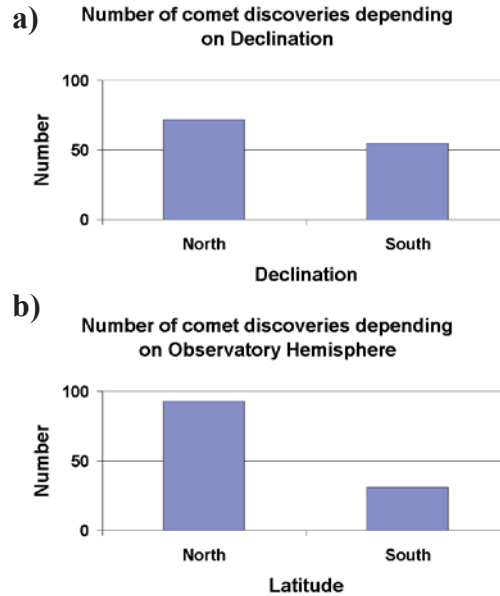 a)
Number of comet discoveries depending
on Declination
100
50
0
Number
North
South
Declination
b)
Number of comet discoveries depending
on Observatory Hemisphere
100
50
0
Number
North
South
Latitude